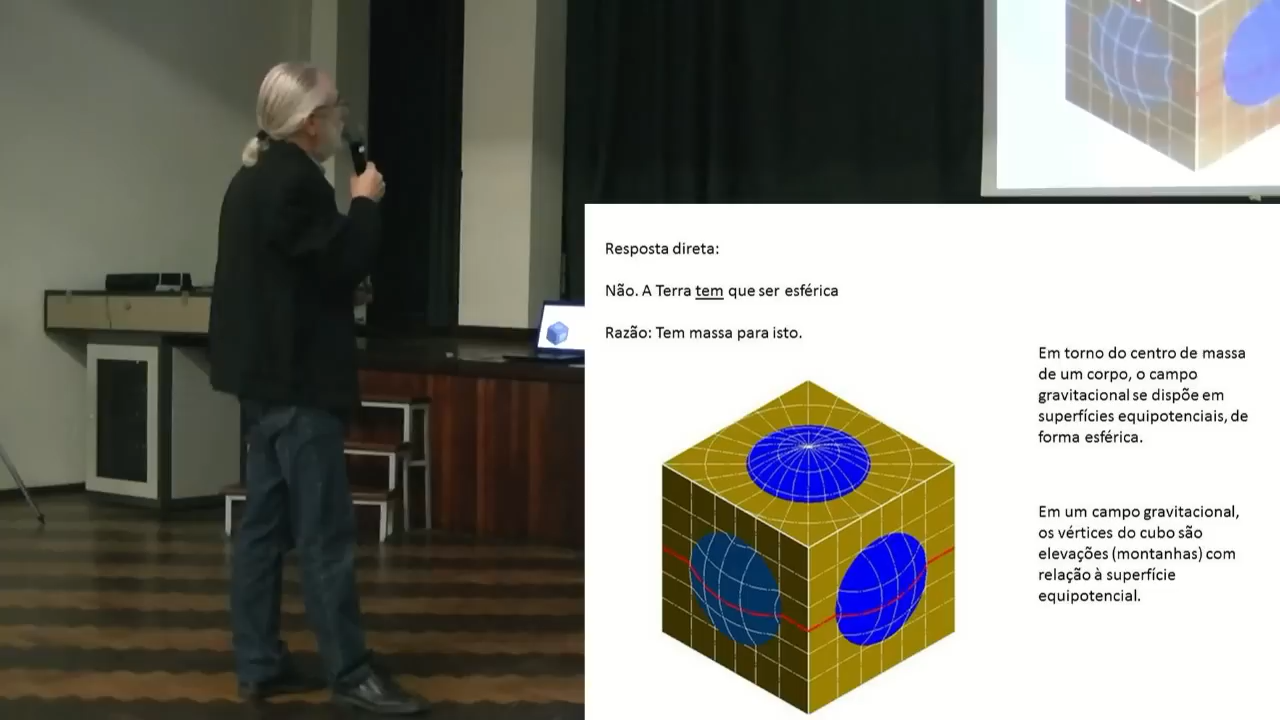 Resposta direta:
Não. A Terra tem que ser esférica
Razão: Tem massa para isto.
Em torno do centro de massa
de um corpo, o campo
gravitacional se dispõe em
superfícies equipotenciais, de
forma esférica.
Em um campo gravitacional,
os vértices do cubo são
elevações (montanhas) com
relação à superfície
equipotencial.